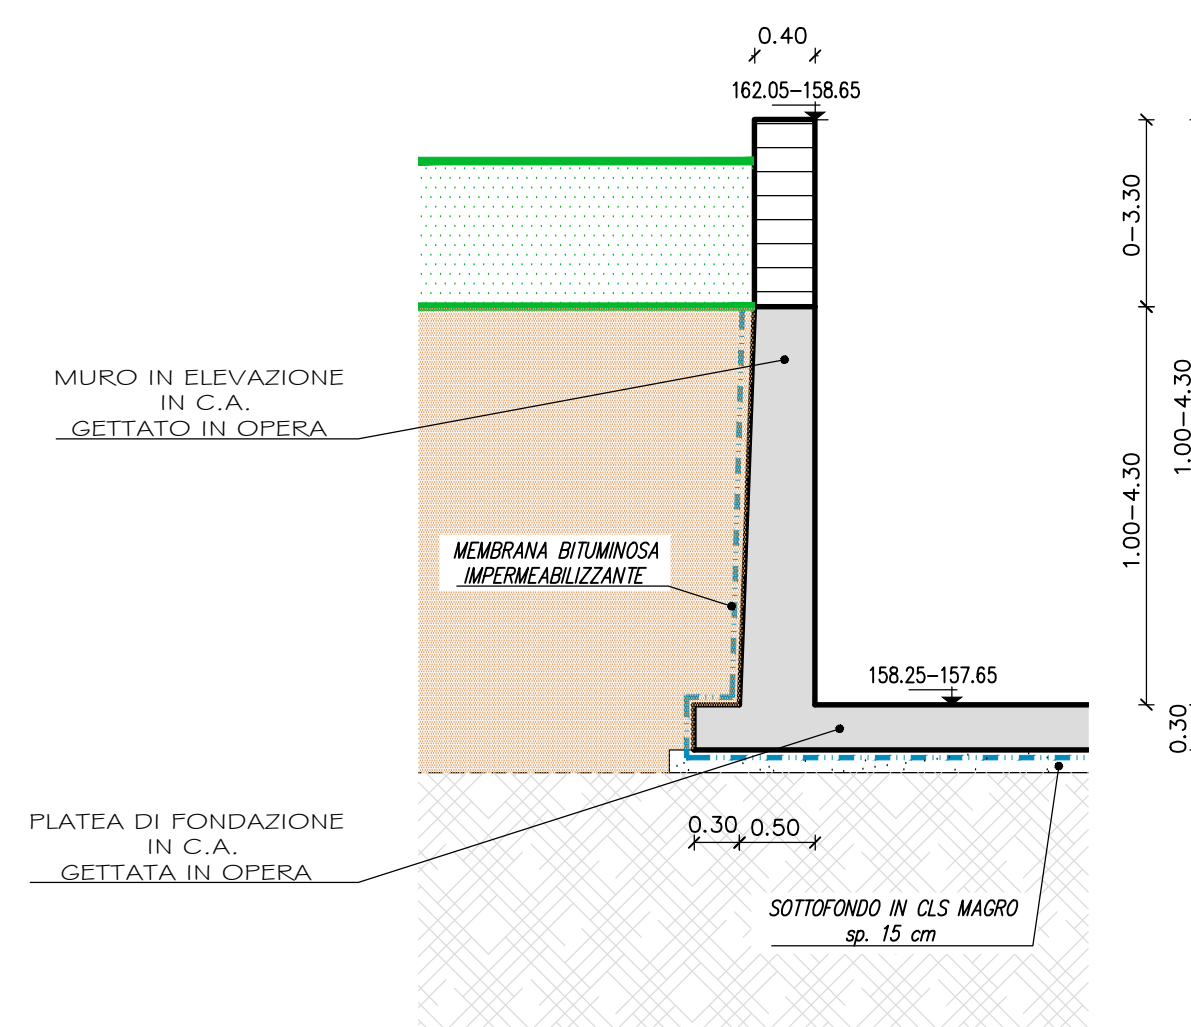 0.40
162.05-158.65
0-3.30
MURO IN ELEVAZIONE
IN C.A.
GETTATO IN OPERA
1.00-4.30
1.00-4.30
MEMBRANA BITUMINOSA
IMPERMEABILIZZANTE
158.25-157.65
0.30
PLATEA DI FONDAZIONE
IN C.A.
GETTATA IN OPERA
0.30 0.50
SOTTOFONDO IN CLS MAGRO
sp. 15 cm